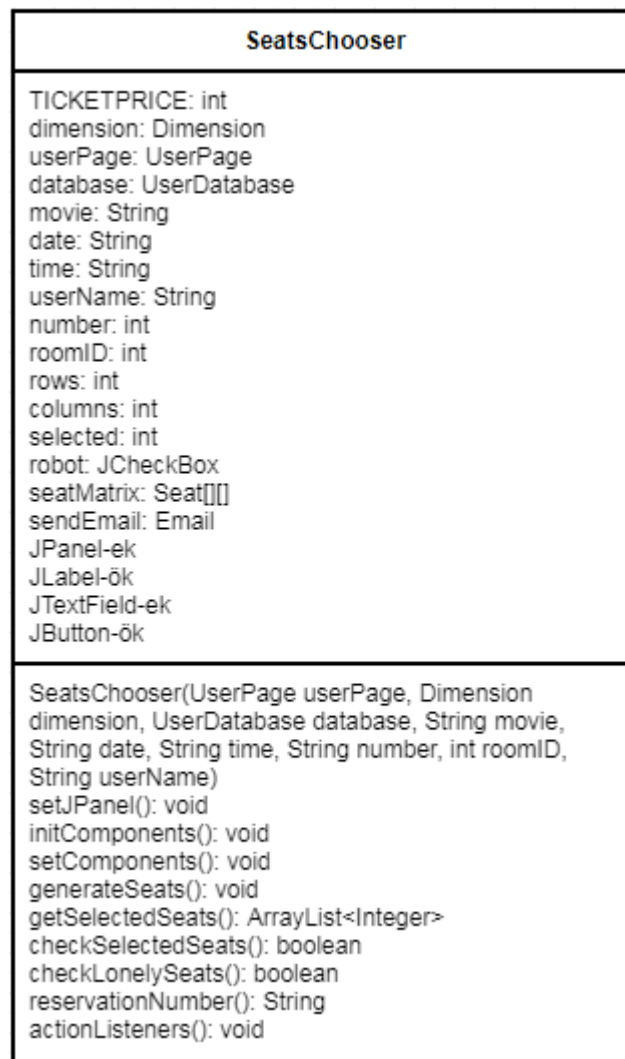 SeatsChooser
TICKETPRICE: int
dimension: Dimension
userPage: UserPage
database: UserDatabase
movie: String
date: String
time: String
userName: String
number: int
roomID: int
rows: int
columns: int
selected: int
robot: JCheckBox
seatMatrix: Seat[][]
sendEmail: Email
JPanel-ek
JLabel-ök
JTextField-ek
JButton-ök
SeatsChooser(UserPage userPage, Dimension
dimension, UserDatabase database, String movie,
String date, String time, String number, int roomID,
String userName)
setJPanel(): void
initComponents(): void
setComponents(): void
generateSeats(): void
getSelectedSeats(): ArrayList<Integer>
checkSelectedSeats(): boolean
checkLonelySeats(): boolean
reservationNumber(): String
actionListeners(): void